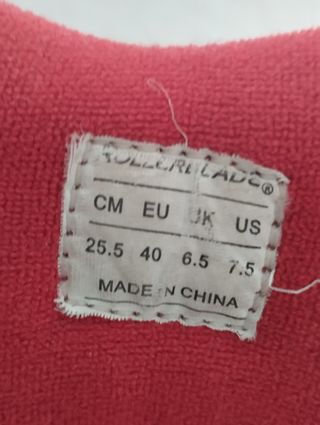 ROLLERBLADE®
CM EU UK US
25.5 40 6.5 7.5
MADE IN CHINA